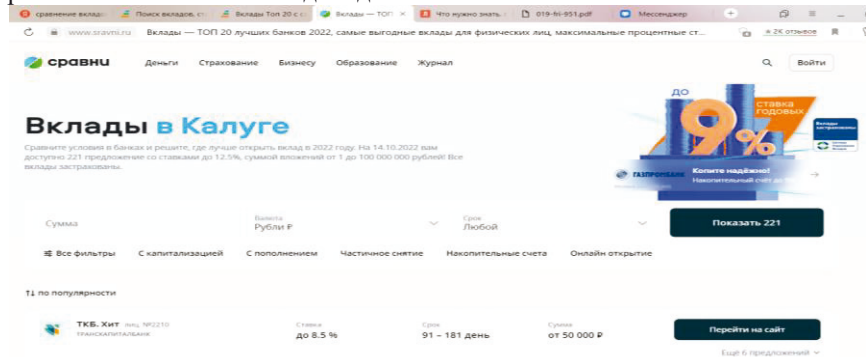 сравнение вклад
Поиск вкладов, ст
Вклады Топ 20 с с
Вклады — ТОП
Что нужно знать,
019-fri-951.pdf
Мессенджер
www.sravni.ru Вклады — ТОП 20 лучших банков 2022, самые выгодные вклады для физических лиц, максимальные процентные ст...
2K отзывов
сравни
Деньги Страхование Бизнесу Образование Журнал
Войти
Вклады в Калуге
Сравните условия в банках и решите, где лучше открыть вклад в 2022 году. На 14.10.2022 вам
доступно 221 предложение со ставками до 12.5%, суммой вложений от 1 до 100 000 000 рублей! Все
вклады застрахованы.
ДО
9%
СТАВКА
ГОДОВЫХ
Вклады
застрахованы
ГАЗПРОМБАНК
Копите надёжно!
Накопительный счёт до
Сумма
Валюта
Рубли ₽
Срок
Любой
Показать 221
Все фильтры С капитализацией С пополнением Частичное снятие Накопительные счета Онлайн открытие
по популярности
ТКБ. Хит лиц. №2210
ТРАНСКАПИТАЛБАНК
Ставка
до 8.5 %
Срок
91 – 181 день
Сумма
от 50 000 ₽
Перейти на сайт
Ещё 6 предложений